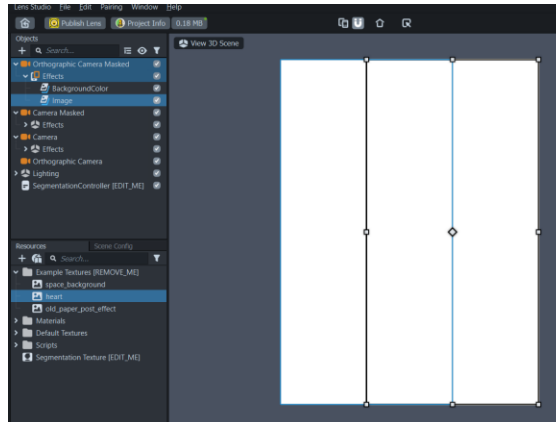 Lens Studio File Edit Pairing Window Help
Publish Lens Project Info 0.18 MB
Objects
Search...
View 3D Scene
Orthographic Camera Masked
Effects
BackgroundColor
Image
Camera Masked
Effects
Camera
Effects
Orthographic Camera
Lighting
SegmentationController [EDIT_ME]
Resources Scene Config
Search...
Example Textures [REMOVE_ME]
space_background
heart
old_paper_post_effect
Materials
Default Textures
Scripts
Segmentation Texture [EDIT_ME]